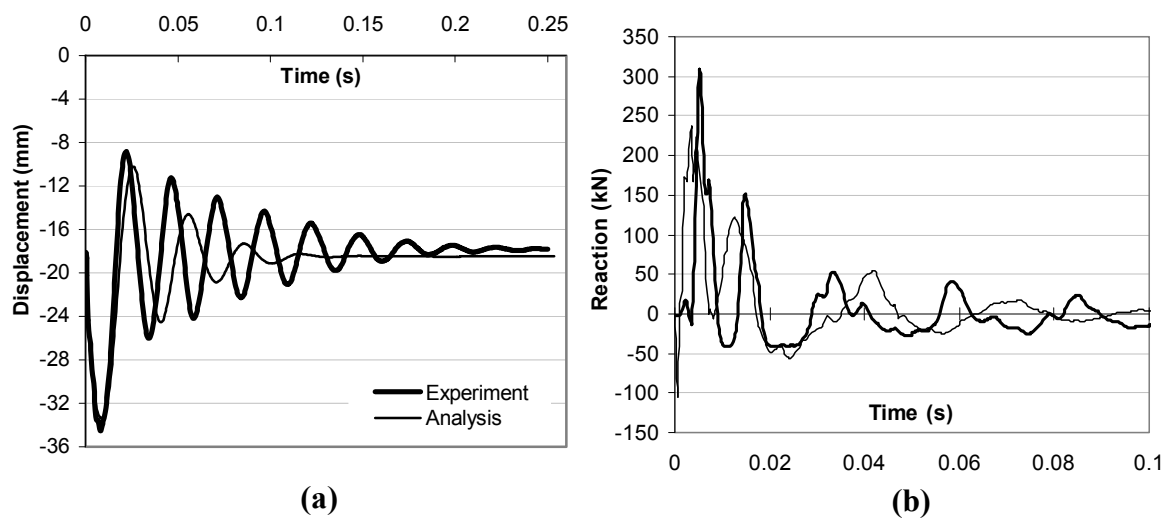 0 0.05 0.1 0.15 0.2 0.25
Time (s)
0
-4
-8
-12
-16
-20
-24
-28
-32
-36
Displacement (mm)
Experiment
Analysis
(a)
350
300
250
200
150
100
50
0
-50
-100
-150
Reaction (kN)
Time (s)
0 0.02 0.04 0.06 0.08 0.1
(b)